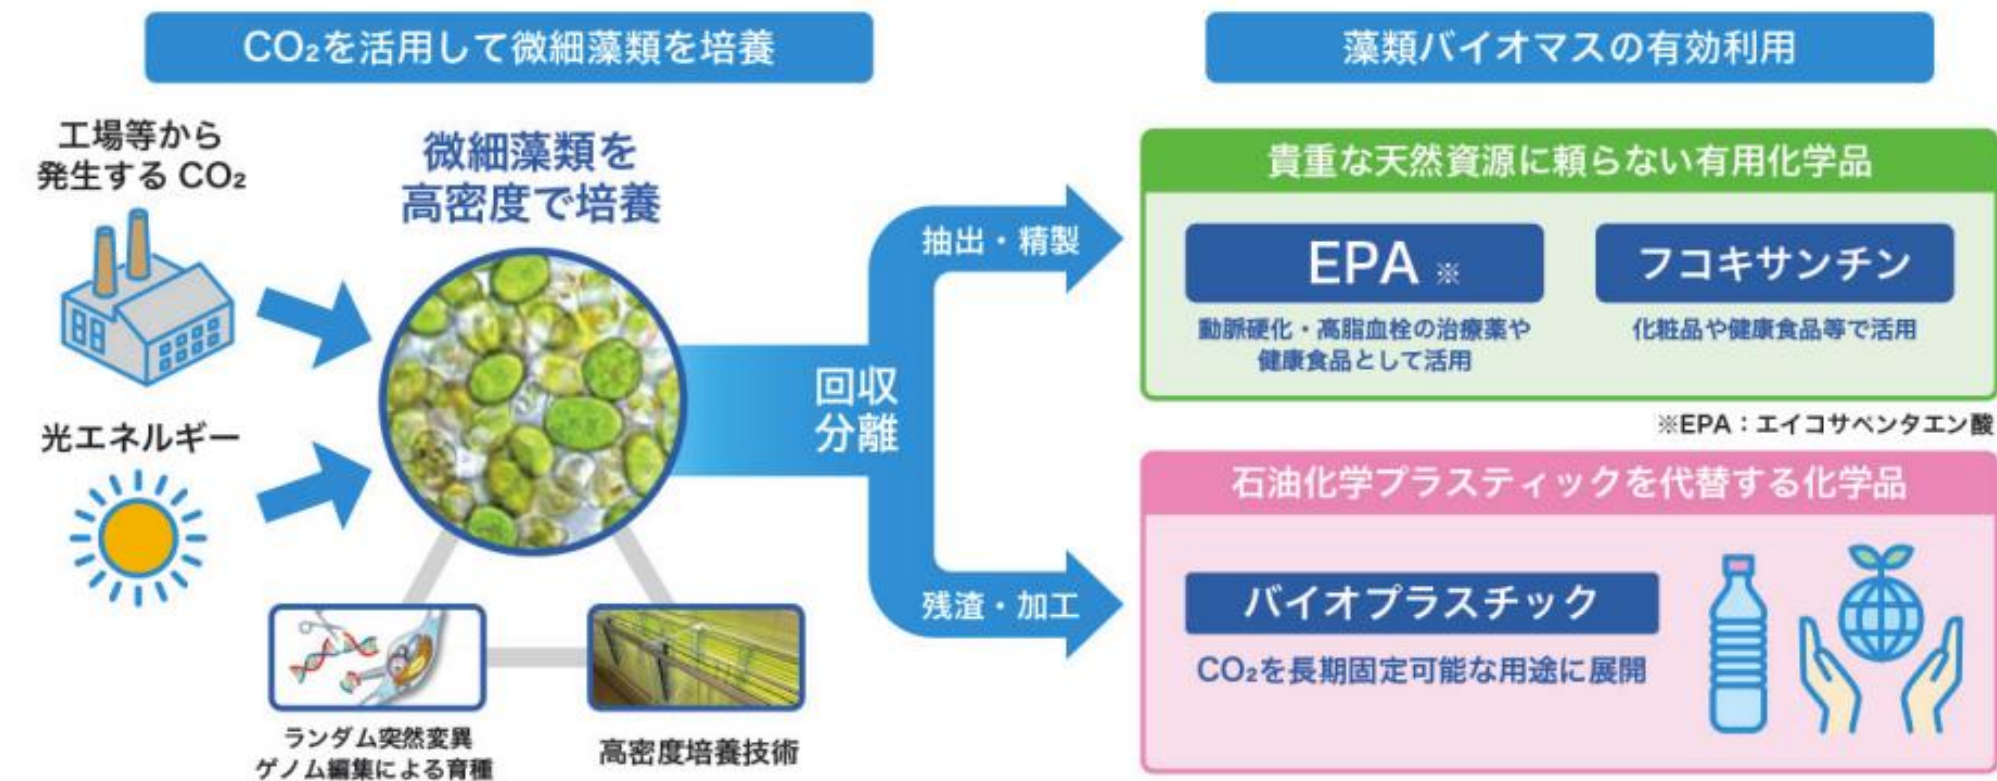 CO₂を活用して微細藻類を培養
藻類バイオマスの有効利用
工場等から
発生する CO₂
微細藻類を
高密度で培養
光エネルギー
ランダム突然変異
ゲノム編集による育種
高密度培養技術
回収
分離
抽出・精製
残渣・加工
貴重な天然資源に頼らない有用化学品
EPA ※
動脈硬化・高脂血栓の治療薬や
健康食品として活用
フコキサンチン
化粧品や健康食品等で活用
※EPA：エイコサペンタエン酸
石油化学プラスティックを代替する化学品
バイオプラスチック
CO₂を長期固定可能な用途に展開